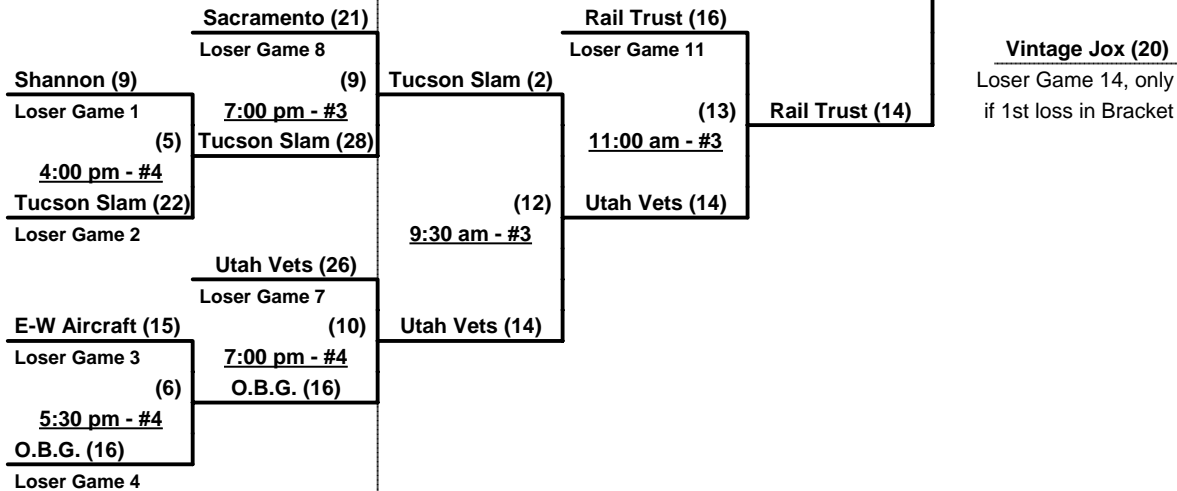 Sacramento (21)
Rail Trust (16)
Loser Game 8
Loser Game 11
Vintage Jox (20)
Shannon (9)
(9)
Tucson Slam (2)
Loser Game 14, only
Loser Game 1
7:00 pm - #3
(13)
Rail Trust (14)
if 1st loss in Bracket
(5)
Tucson Slam (28)
11:00 am - #3
4:00 pm - #4
Tucson Slam (22)
(12)
Utah Vets (14)
Loser Game 2
9:30 am - #3
Utah Vets (26)
Loser Game 7
E-W Aircraft (15)
(10)
Utah Vets (14)
Loser Game 3
7:00 pm - #4
(6)
O.B.G. (16)
5:30 pm - #4
O.B.G. (16)
Loser Game 4